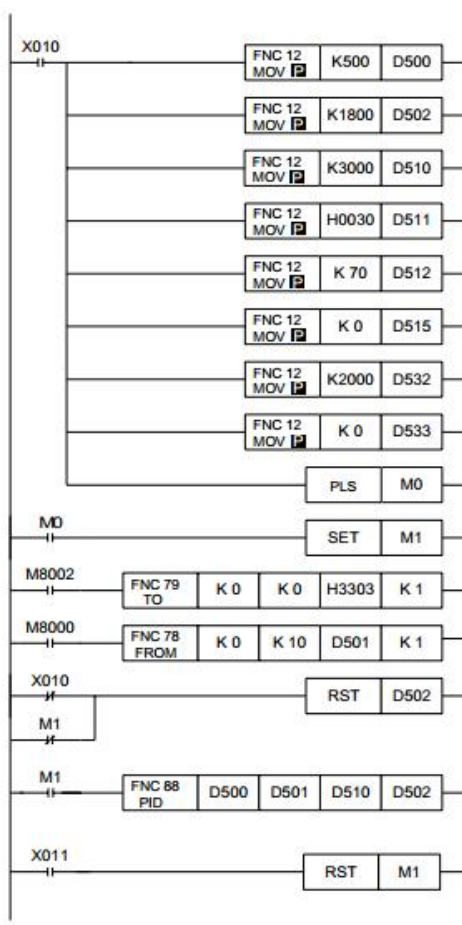 X010
FNC 12 MOV P K500 D500
FNC 12 MOV P K1800 D502
FNC 12 MOV P K3000 D510
FNC 12 MOV P H0030 D511
FNC 12 MOV P K 70 D512
FNC 12 MOV P K 0 D515
FNC 12 MOV P K2000 D532
FNC 12 MOV P K 0 D533
PLS M0
M0
SET M1
M8002
FNC 79 TO K 0 K 0 H3303 K 1
M8000
FNC 78 FROM K 0 K 10 D501 K 1
X010
RST D502
M1
M1
FNC 88 PID D500 D501 D510 D502
X011
RST M1